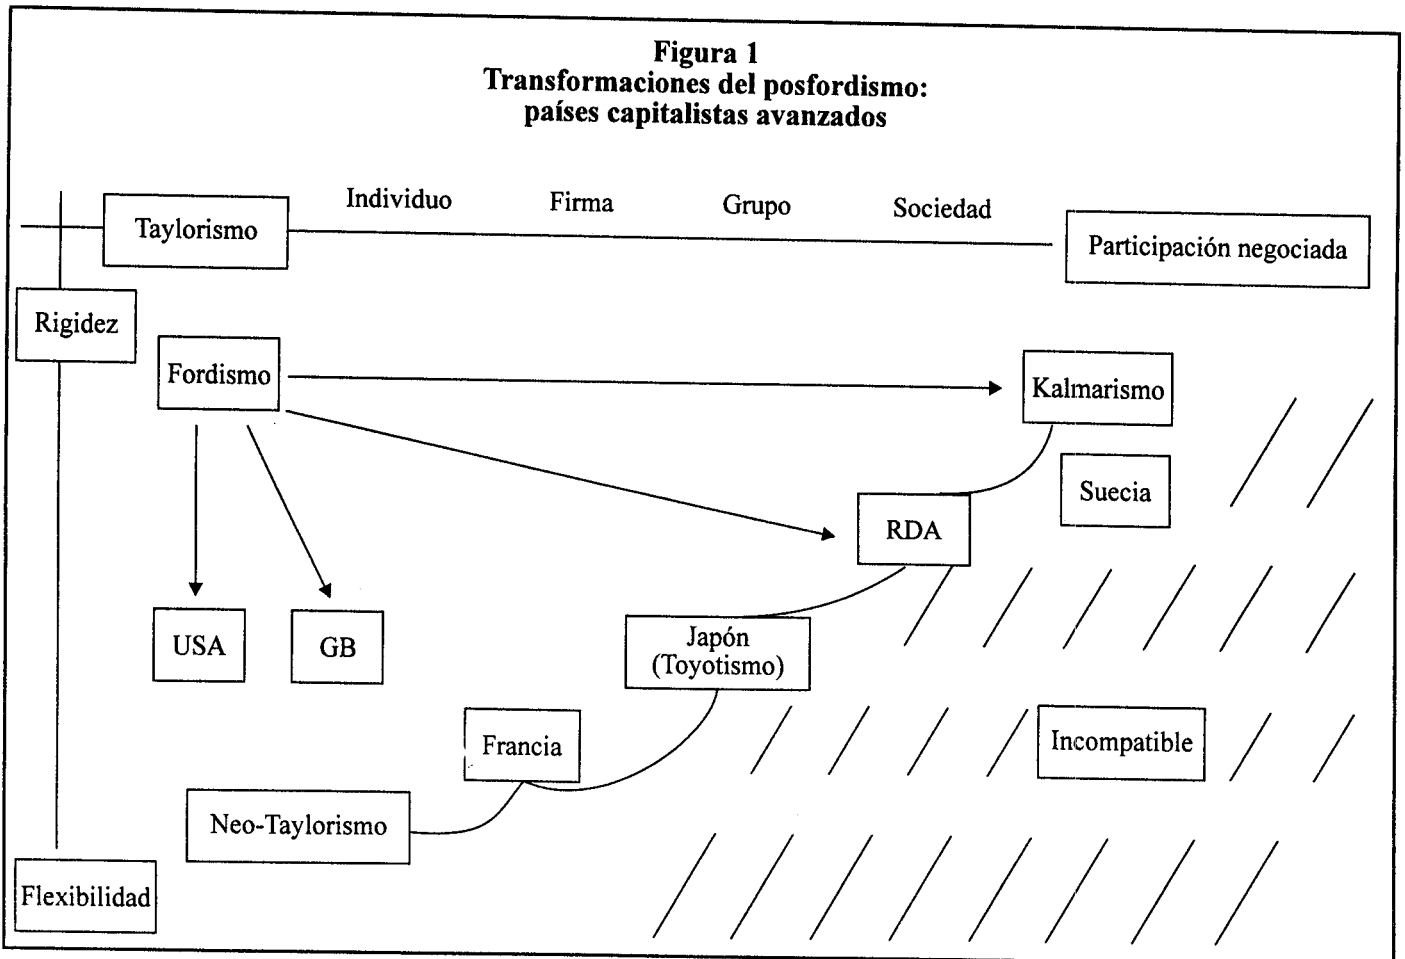 Figura 1
Transformaciones del posfordismo:
países capitalistas avanzados
Individuo
Firma
Grupo
Sociedad
Taylorismo
Participación negociada
Rigidez
Fordismo
Kalmarismo
Suecia
RDA
USA
GB
Japón
(Toyotismo)
Francia
Incompatible
Neo-Taylorismo
Flexibilidad